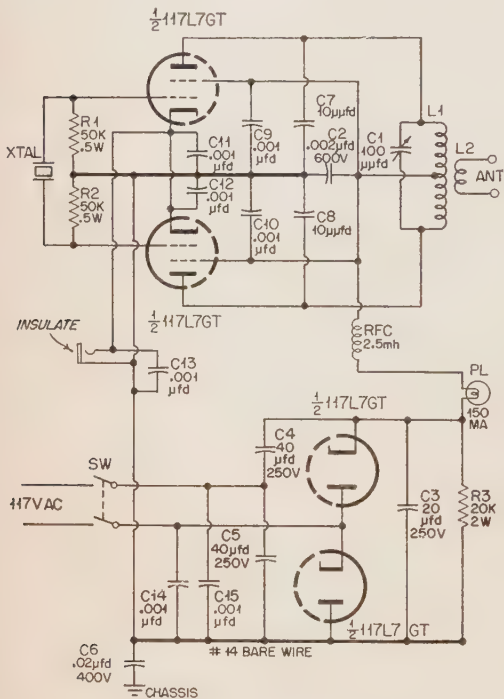 ½ 117L7GT
R1
50K
.5W
XTAL
R2
50K
.5W
C11
.001
µfd
C12
.001
µfd
C9
.001
µfd
C10
.001
µfd
C7
10µµfd
C2
.002µfd
600V
C8
10µµfd
C1
100
µµfd
L1
L2
ANT
½ 117L7GT
INSULATE
C13
.001
µfd
RFC
2.5mh
PL
150
MA
½ 117L7GT
C4
40
µfd
250V
SW
117V AC
C5
40µfd
250V
C3
20
µfd
250V
R3
20K
2W
C14
.001
µfd
C15
.001
µfd
½ 117L7 GT
# 14 BARE WIRE
C6
.02µfd
400V
CHASSIS